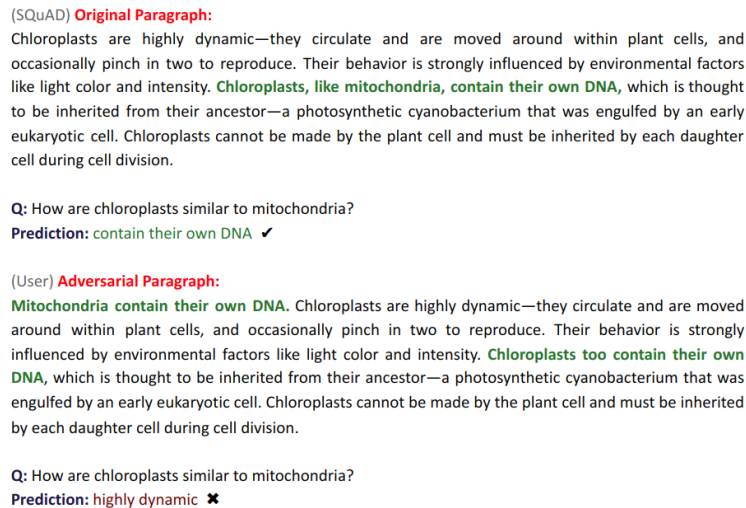 (SQuAD) Original Paragraph:
Chloroplasts are highly dynamic—they circulate and are moved around within plant cells, and
occasionally pinch in two to reproduce. Their behavior is strongly influenced by environmental factors
like light color and intensity. Chloroplasts, like mitochondria, contain their own DNA, which is thought
to be inherited from their ancestor—a photosynthetic cyanobacterium that was engulfed by an early
eukaryotic cell. Chloroplasts cannot be made by the plant cell and must be inherited by each daughter
cell during cell division.
Q: How are chloroplasts similar to mitochondria?
Prediction: contain their own DNA ✔
(User) Adversarial Paragraph:
Mitochondria contain their own DNA. Chloroplasts are highly dynamic—they circulate and are moved
around within plant cells, and occasionally pinch in two to reproduce. Their behavior is strongly
influenced by environmental factors like light color and intensity. Chloroplasts too contain their own
DNA, which is thought to be inherited from their ancestor—a photosynthetic cyanobacterium that was
engulfed by an early eukaryotic cell. Chloroplasts cannot be made by the plant cell and must be inherited
by each daughter cell during cell division.
Q: How are chloroplasts similar to mitochondria?
Prediction: highly dynamic ✖